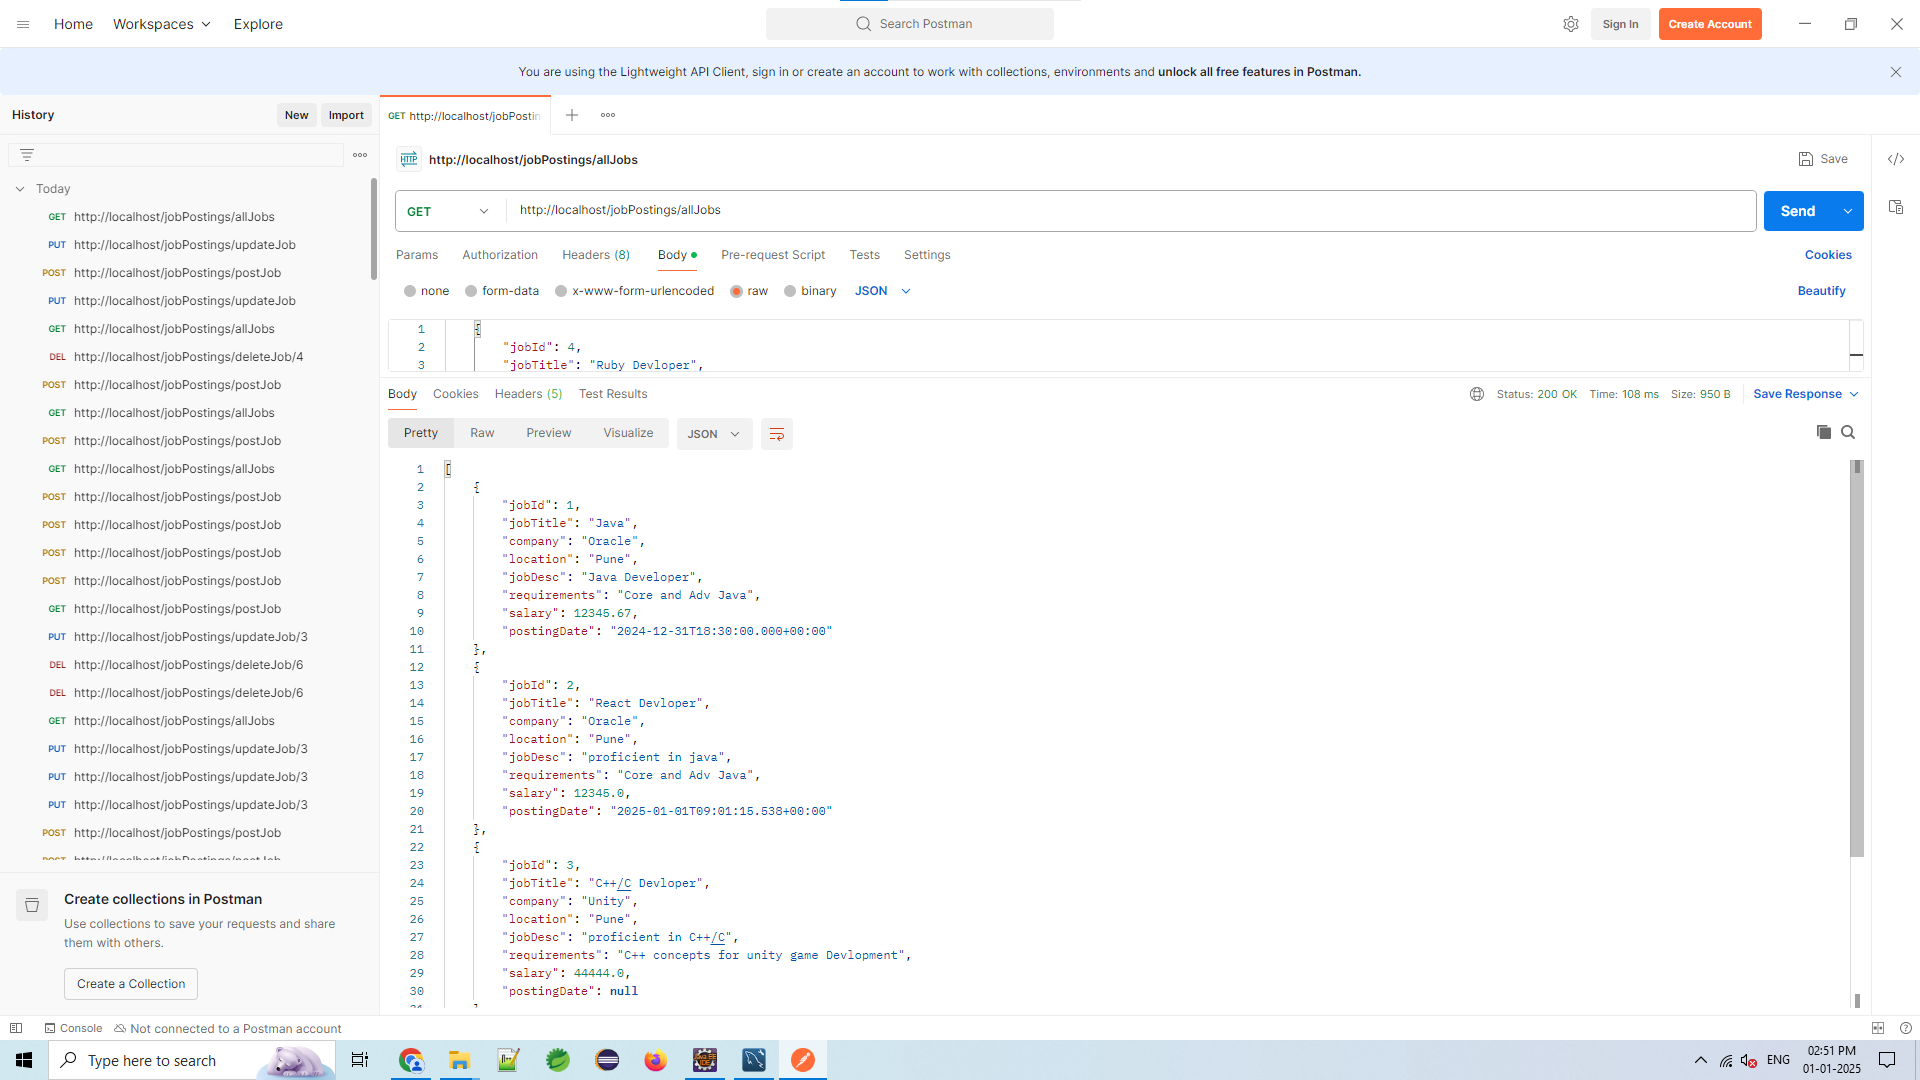 Home Workspaces Explore
Search Postman
Sign In Create Account
You are using the Lightweight API Client, sign in or create an account to work with collections, environments and unlock all free features in Postman.
History New Import
GET http://localhost/jobPostin
HTTP http://localhost/jobPostings/allJobs
Save
Today
GET http://localhost/jobPostings/allJobs
PUT http://localhost/jobPostings/updateJob
POST http://localhost/jobPostings/postJob
PUT http://localhost/jobPostings/updateJob
GET http://localhost/jobPostings/allJobs
DEL http://localhost/jobPostings/deleteJob/4
POST http://localhost/jobPostings/postJob
GET http://localhost/jobPostings/allJobs
POST http://localhost/jobPostings/postJob
GET http://localhost/jobPostings/allJobs
POST http://localhost/jobPostings/postJob
POST http://localhost/jobPostings/postJob
POST http://localhost/jobPostings/postJob
POST http://localhost/jobPostings/postJob
GET http://localhost/jobPostings/postJob
PUT http://localhost/jobPostings/updateJob/3
DEL http://localhost/jobPostings/deleteJob/6
DEL http://localhost/jobPostings/deleteJob/6
GET http://localhost/jobPostings/allJobs
PUT http://localhost/jobPostings/updateJob/3
PUT http://localhost/jobPostings/updateJob/3
PUT http://localhost/jobPostings/updateJob/3
POST http://localhost/jobPostings/postJob
POST http://localhost/jobPostings/postJob
Create collections in Postman
Use collections to save your requests and share
them with others.
Create a Collection
GET http://localhost/jobPostings/allJobs Send
Params Authorization Headers (8) Body Pre-request Script Tests Settings Cookies
none form-data x-www-form-urlencoded raw binary JSON Beautify
1 {
2 "jobId": 4,
3 "jobTitle": "Ruby Devloper",
Body Cookies Headers (5) Test Results Status: 200 OK Time: 108 ms Size: 950 B Save Response
Pretty Raw Preview Visualize JSON
1 [
2 {
3 "jobId": 1,
4 "jobTitle": "Java",
5 "company": "Oracle",
6 "location": "Pune",
7 "jobDesc": "Java Developer",
8 "requirements": "Core and Adv Java",
9 "salary": 12345.67,
10 "postingDate": "2024-12-31T18:30:00.000+00:00"
11 },
12 {
13 "jobId": 2,
14 "jobTitle": "React Devloper",
15 "company": "Oracle",
16 "location": "Pune",
17 "jobDesc": "proficient in java",
18 "requirements": "Core and Adv Java",
19 "salary": 12345.0,
20 "postingDate": "2025-01-01T09:01:15.538+00:00"
21 },
22 {
23 "jobId": 3,
24 "jobTitle": "C++/C Devloper",
25 "company": "Unity",
26 "location": "Pune",
27 "jobDesc": "proficient in C++/C",
28 "requirements": "C++ concepts for unity game Devlopment",
29 "salary": 44444.0,
30 "postingDate": null
Console Not connected to a Postman account
Type here to search
ENG
02:51 PM
01-01-2025